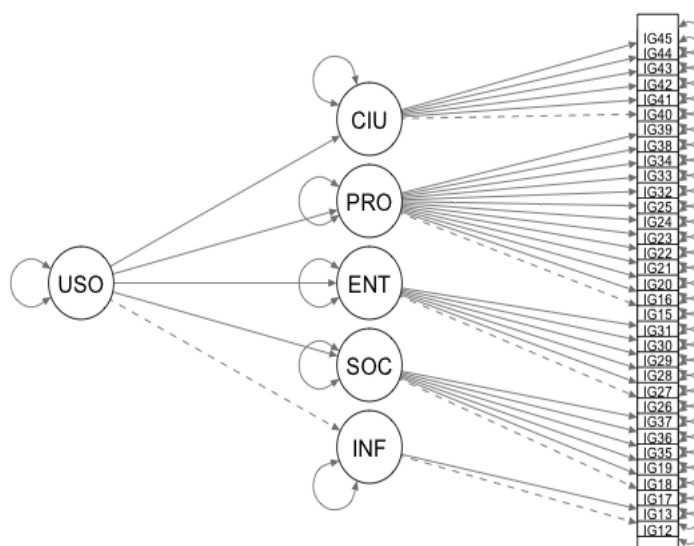 CIU
PRO
ENT
SOC
INF
USO
IG45
IG44
IG43
IG42
IG41
IG40
IG39
IG38
IG34
IG33
IG32
IG25
IG24
IG23
IG22
IG21
IG20
IG16
IG15
IG31
IG30
IG29
IG28
IG27
IG26
IG37
IG36
IG35
IG19
IG18
IG17
IG13
IG12